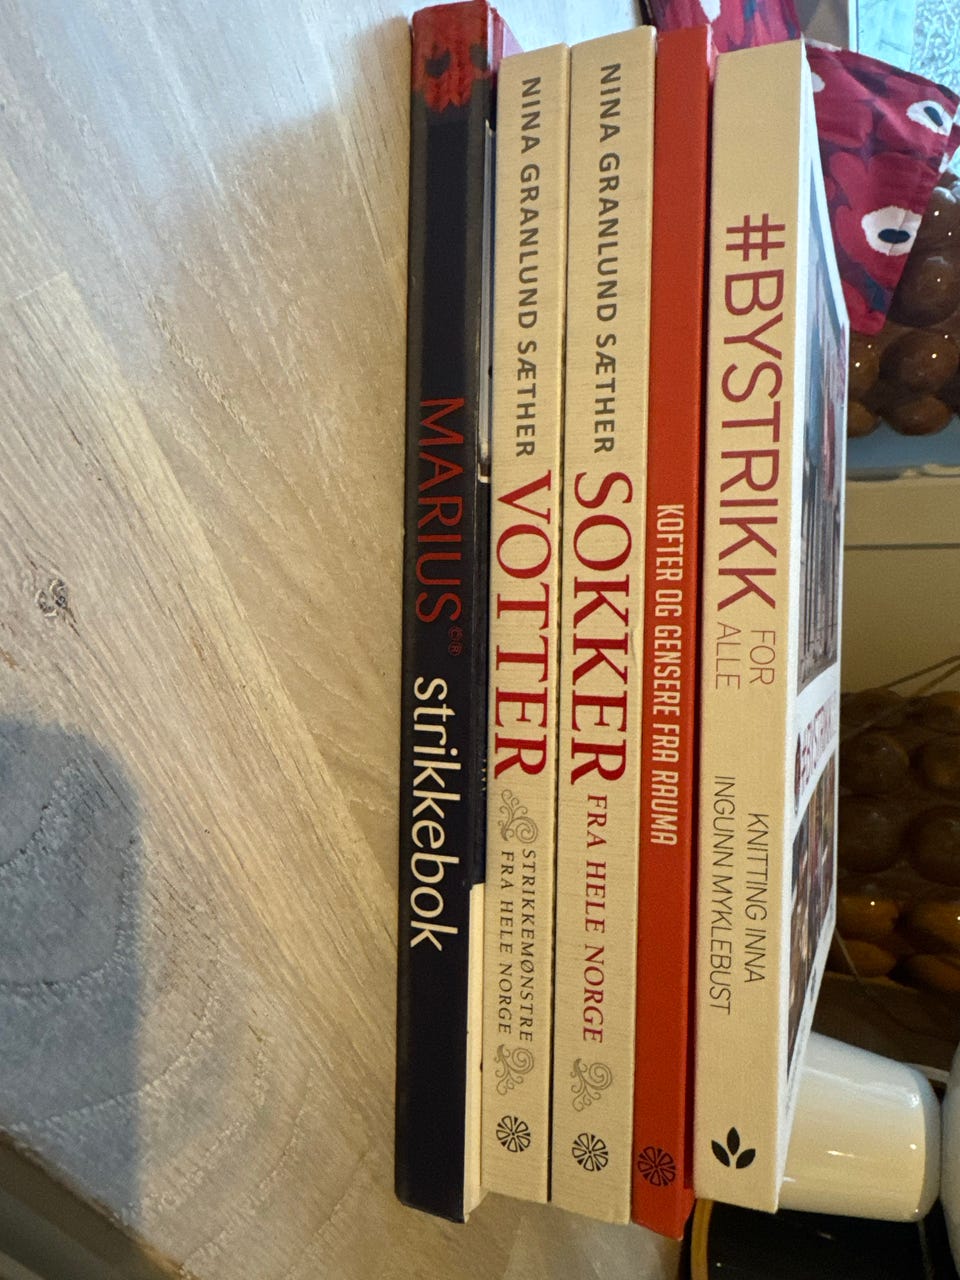 #BYSTRIKK FOR
ALLE
KNITTING INNA
INGUNN MYKLEBUST
KOFTER OG GENSERE FRA RAUMA
NINA GRANLUND SÆTHER SOKKER FRA HELE NORGE
NINA GRANLUND SÆTHER VOTTER STRIKKEMØNSTRE
FRA HELE NORGE
MARIUS©® strikkebok